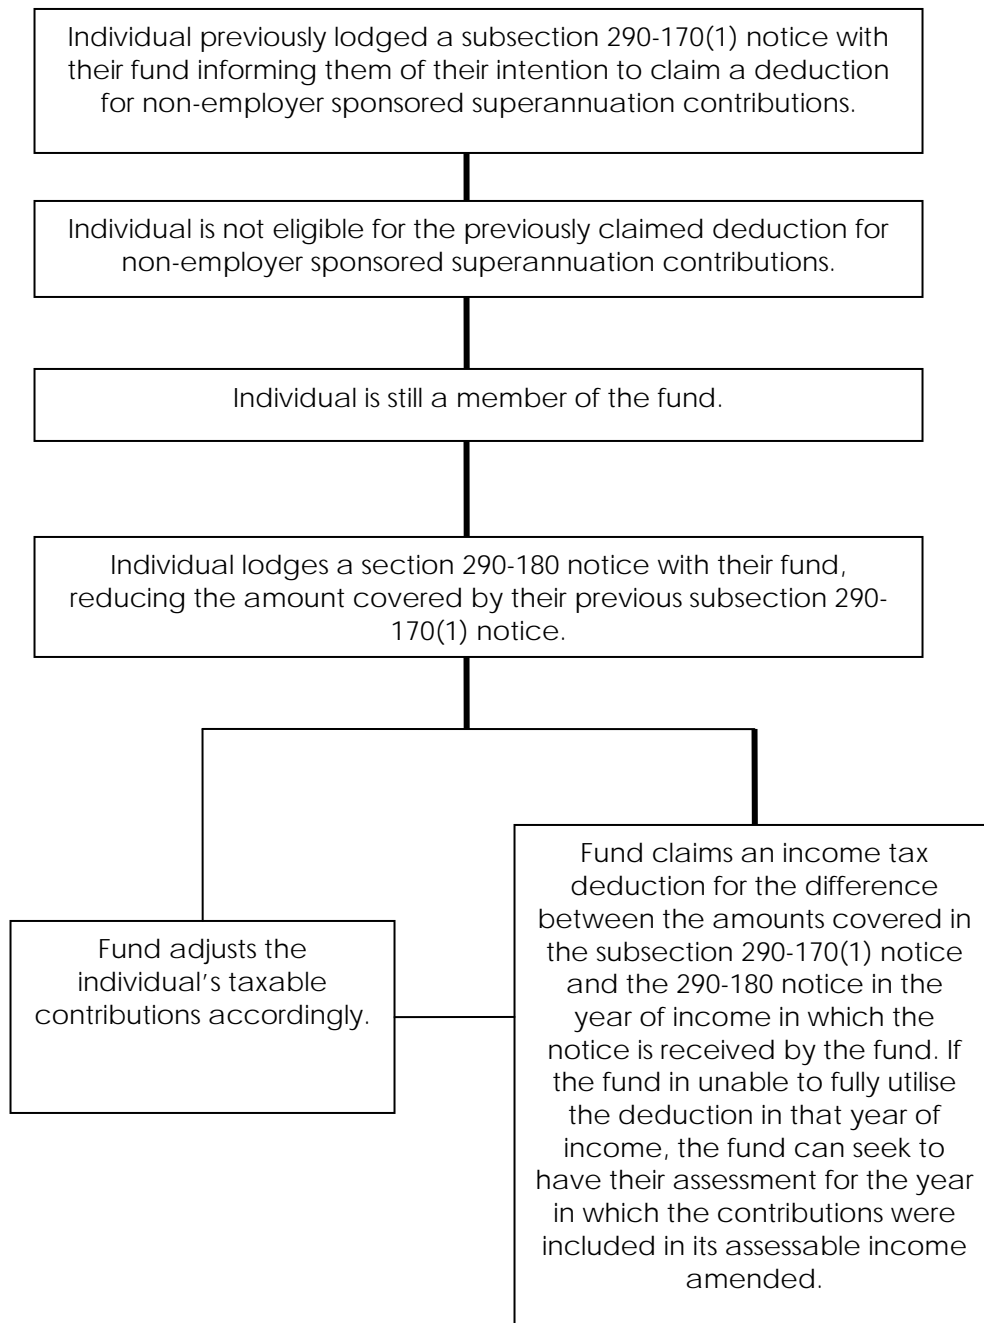 Individual previously lodged a subsection 290-170(1) notice with
their fund informing them of their intention to claim a deduction
for non-employer sponsored superannuation contributions.
Individual is not eligible for the previously claimed deduction for
non-employer sponsored superannuation contributions.
Individual is still a member of the fund.
Individual lodges a section 290-180 notice with their fund,
reducing the amount covered by their previous subsection 290-
170(1) notice.
Fund adjusts the
individual's taxable
contributions accordingly.
Fund claims an income tax
deduction for the difference
between the amounts covered in
the subsection 290-170(1) notice
and the 290-180 notice in the
year of income in which the
notice is received by the fund. If
the fund in unable to fully utilise
the deduction in that year of
income, the fund can seek to
have their assessment for the year
in which the contributions were
included in its assessable income
amended.